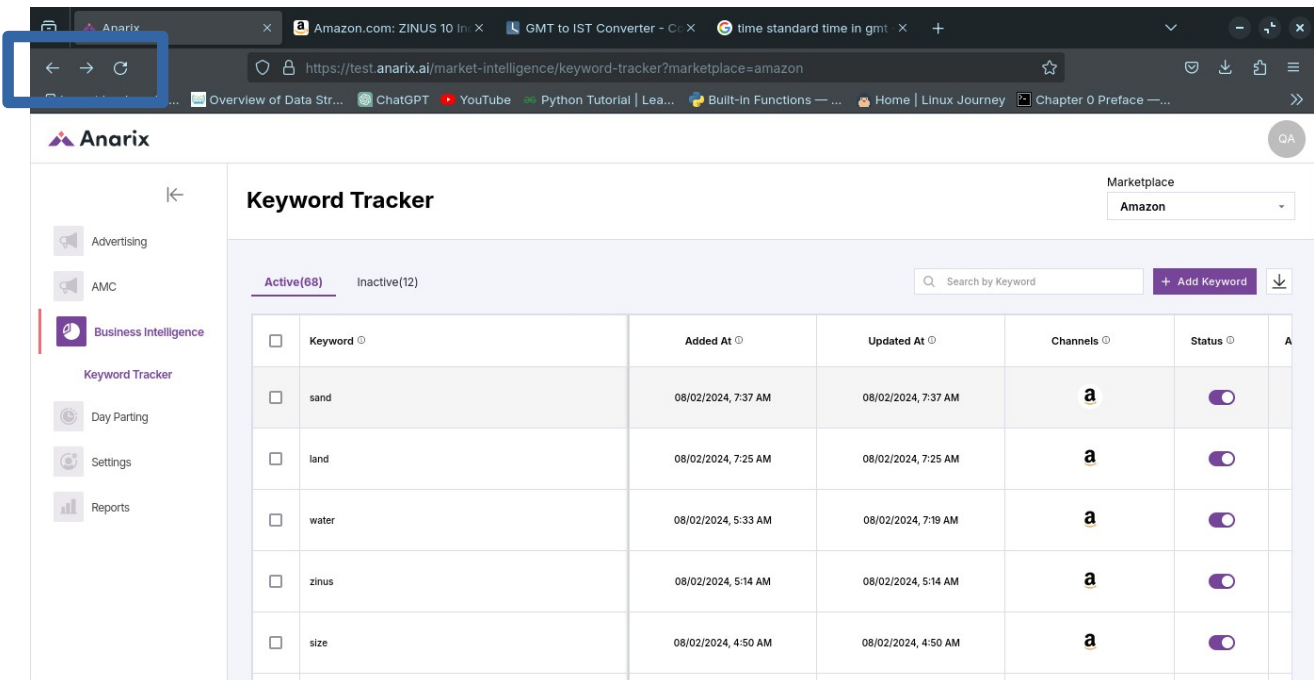 Anarix
Amazon.com: ZINUS 10 In
GMT to IST Converter - Co
time standard time in gmt
https://test.anarix.ai/market-intelligence/keyword-tracker?marketplace=amazon
Overview of Data Str...
ChatGPT
YouTube
Python Tutorial | Lea...
Built-in Functions — ...
Home | Linux Journey
Chapter 0 Preface —...
Anarix
QA
Keyword Tracker
Marketplace
Amazon
Advertising
AMC
Business Intelligence
Keyword Tracker
Day Parting
Settings
Reports
Active(68) Inactive(12)
Search by Keyword
+ Add Keyword
Keyword Added At Updated At Channels Status A
sand 08/02/2024, 7:37 AM 08/02/2024, 7:37 AM
land 08/02/2024, 7:25 AM 08/02/2024, 7:25 AM
water 08/02/2024, 5:33 AM 08/02/2024, 7:19 AM
zinus 08/02/2024, 5:14 AM 08/02/2024, 5:14 AM
size 08/02/2024, 4:50 AM 08/02/2024, 4:50 AM